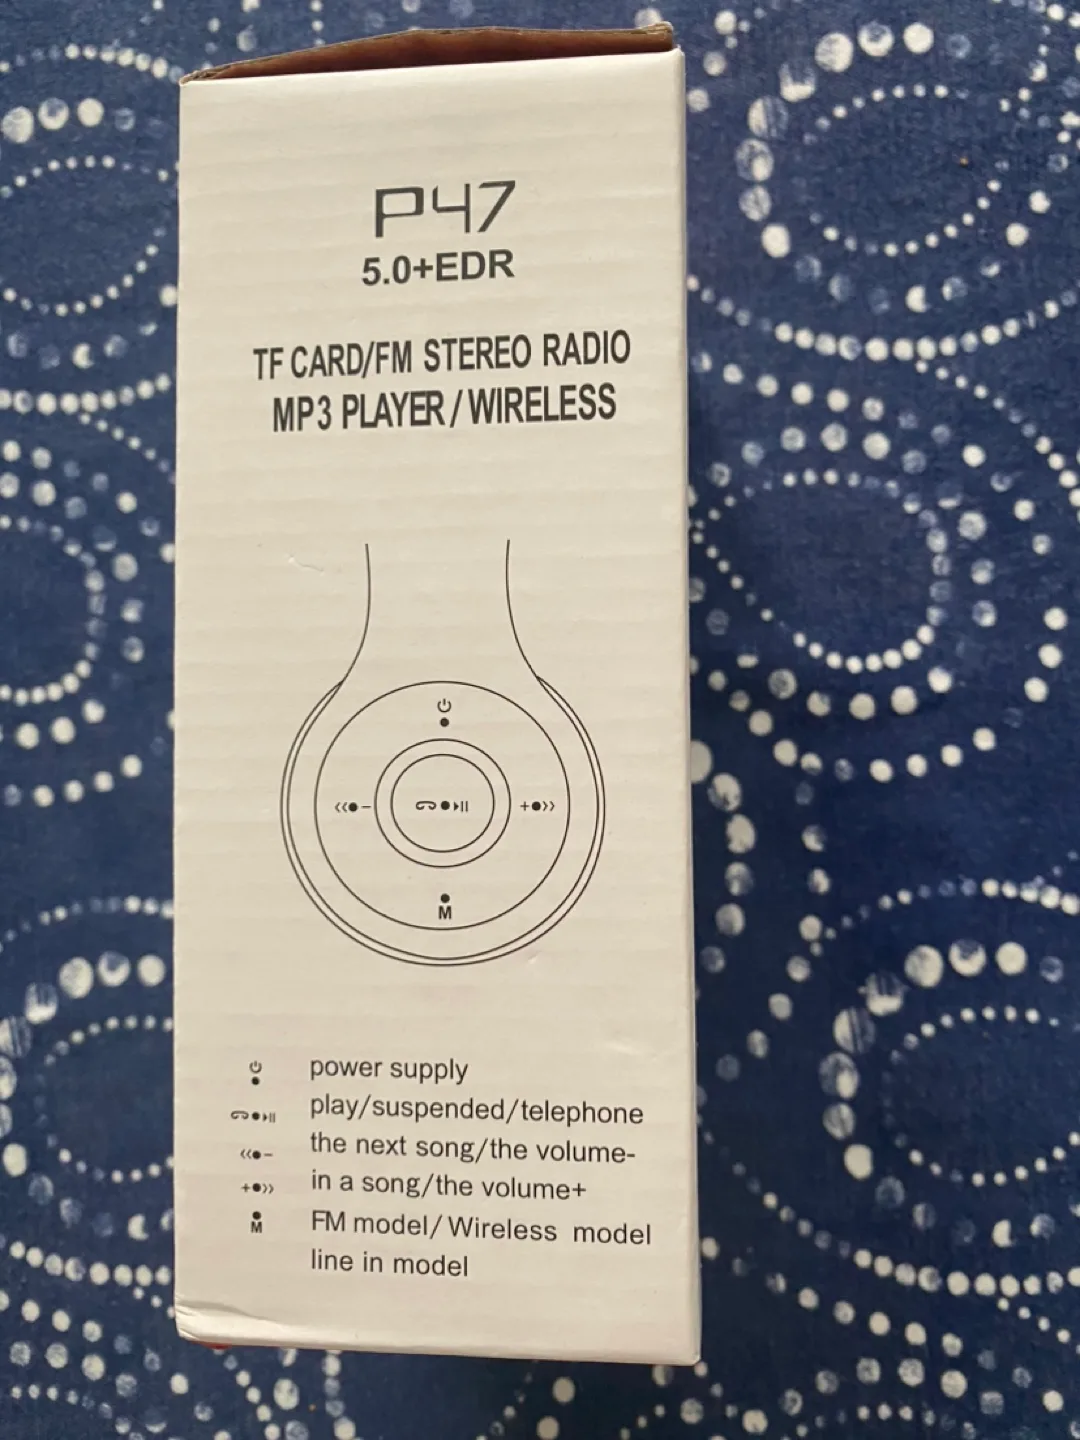 P47
5.0+EDR
TF CARD/FM STEREO RADIO
MP3 PLAYER/WIRELESS
M
power supply
play/suspended/telephone
the next song/the volume-
in a song/the volume+
M FM model/ Wireless model
line in model